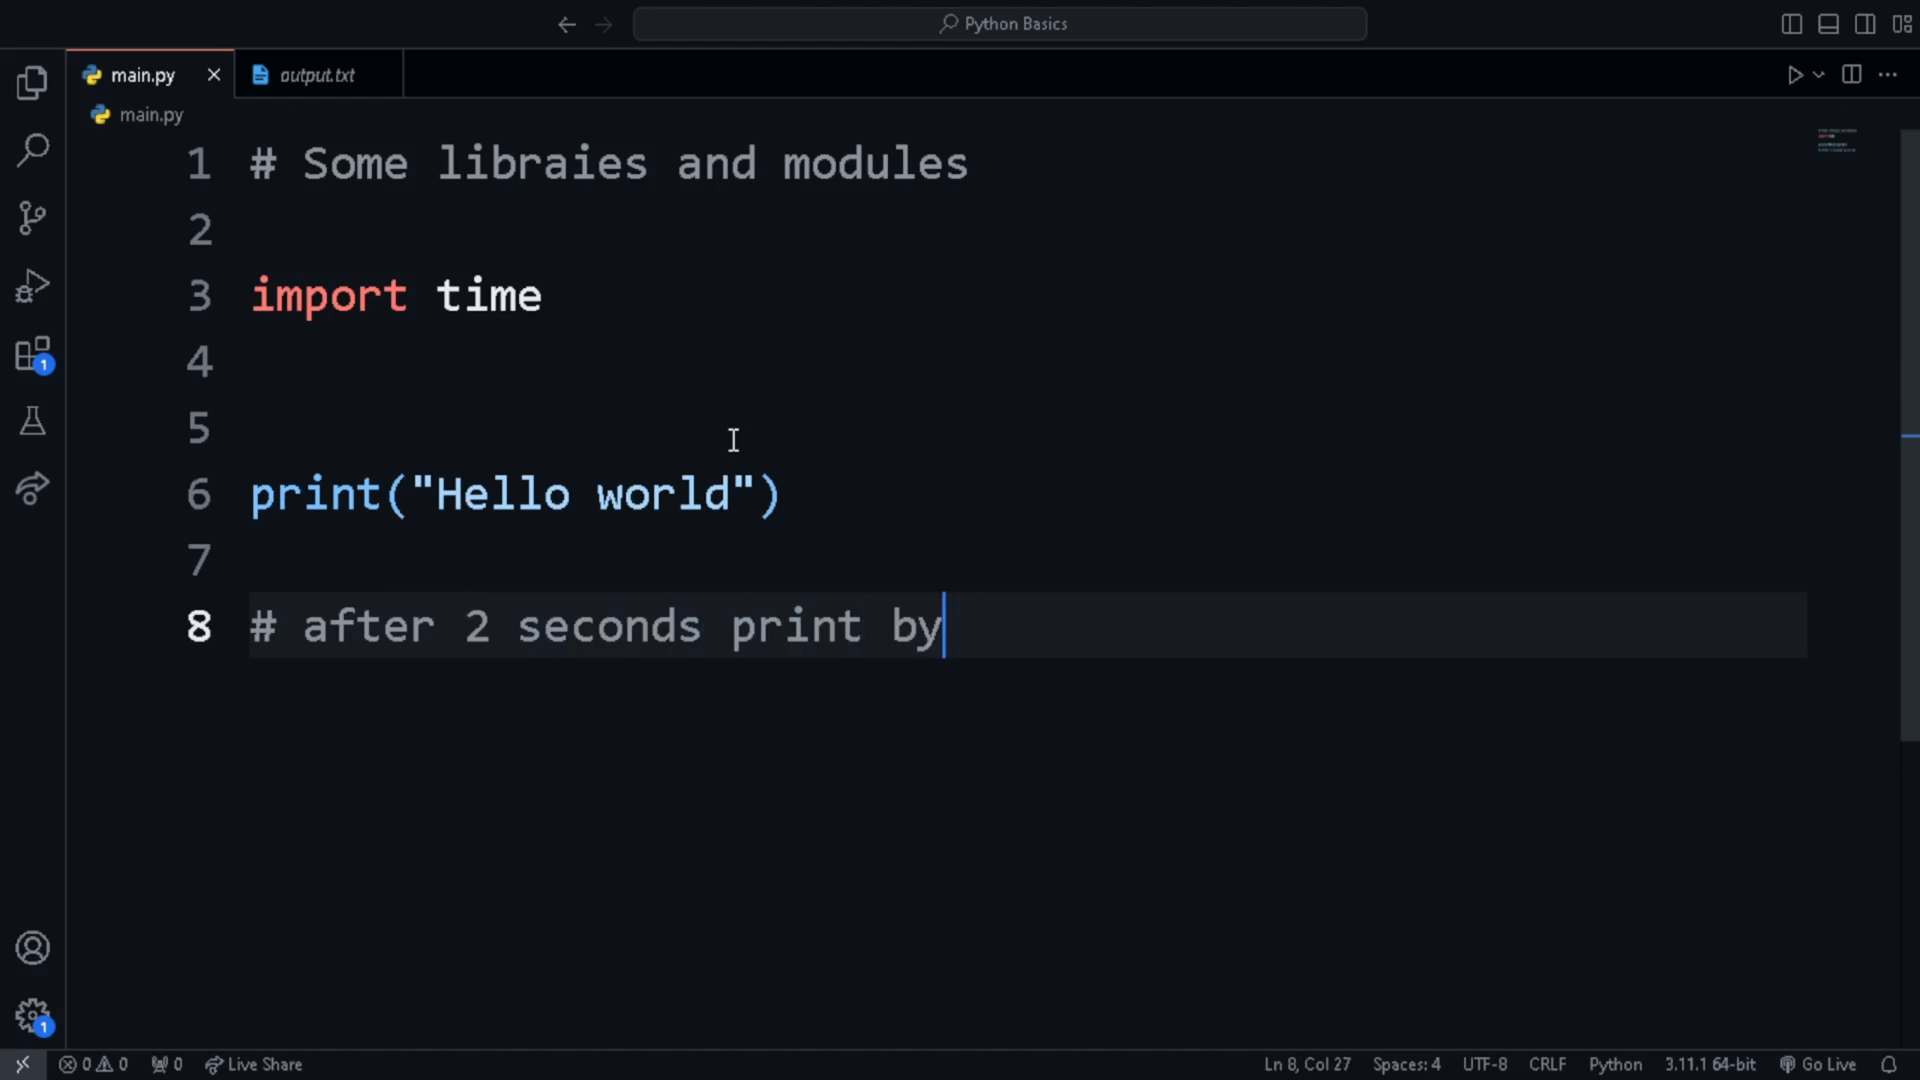 Python Basics
main.py
output.txt
main.py
1 # Some libraies and modules
2
3 import time
4
5
6 print("Hello world")
7
8 # after 2 seconds print by
1
1
0 0 0 Live Share Ln 8, Col 27 Spaces: 4 UTF-8 CRLF Python 3.11.1 64-bit Go Live